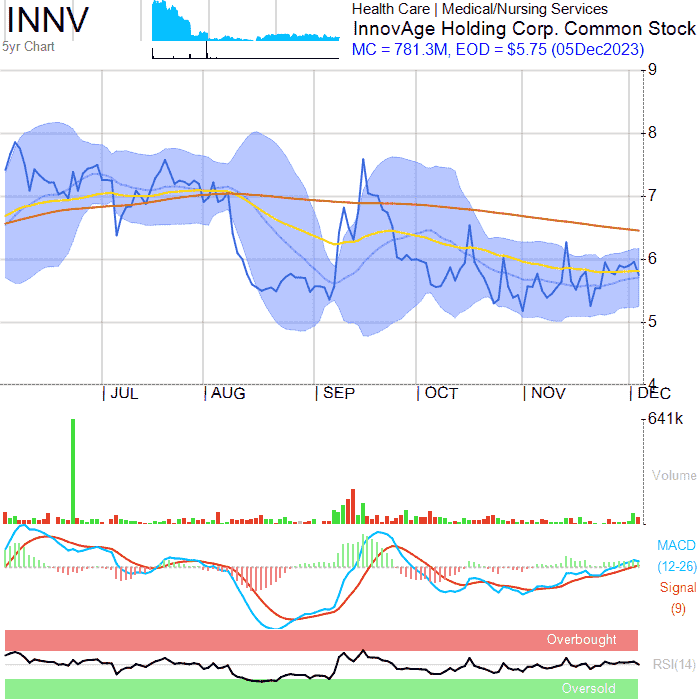 INNV
5yr Chart
Health Care | Medical/Nursing Services
InnovAge Holding Corp. Common Stock
MC = 781.3M, EOD = $5.75 (05Dec2023)
9
8
7
6
5
4
JUL AUG SEP OCT NOV DEC
641k
Volume
MACD
(12-26)
Signal
(9)
Overbought
RSI(14)
Oversold